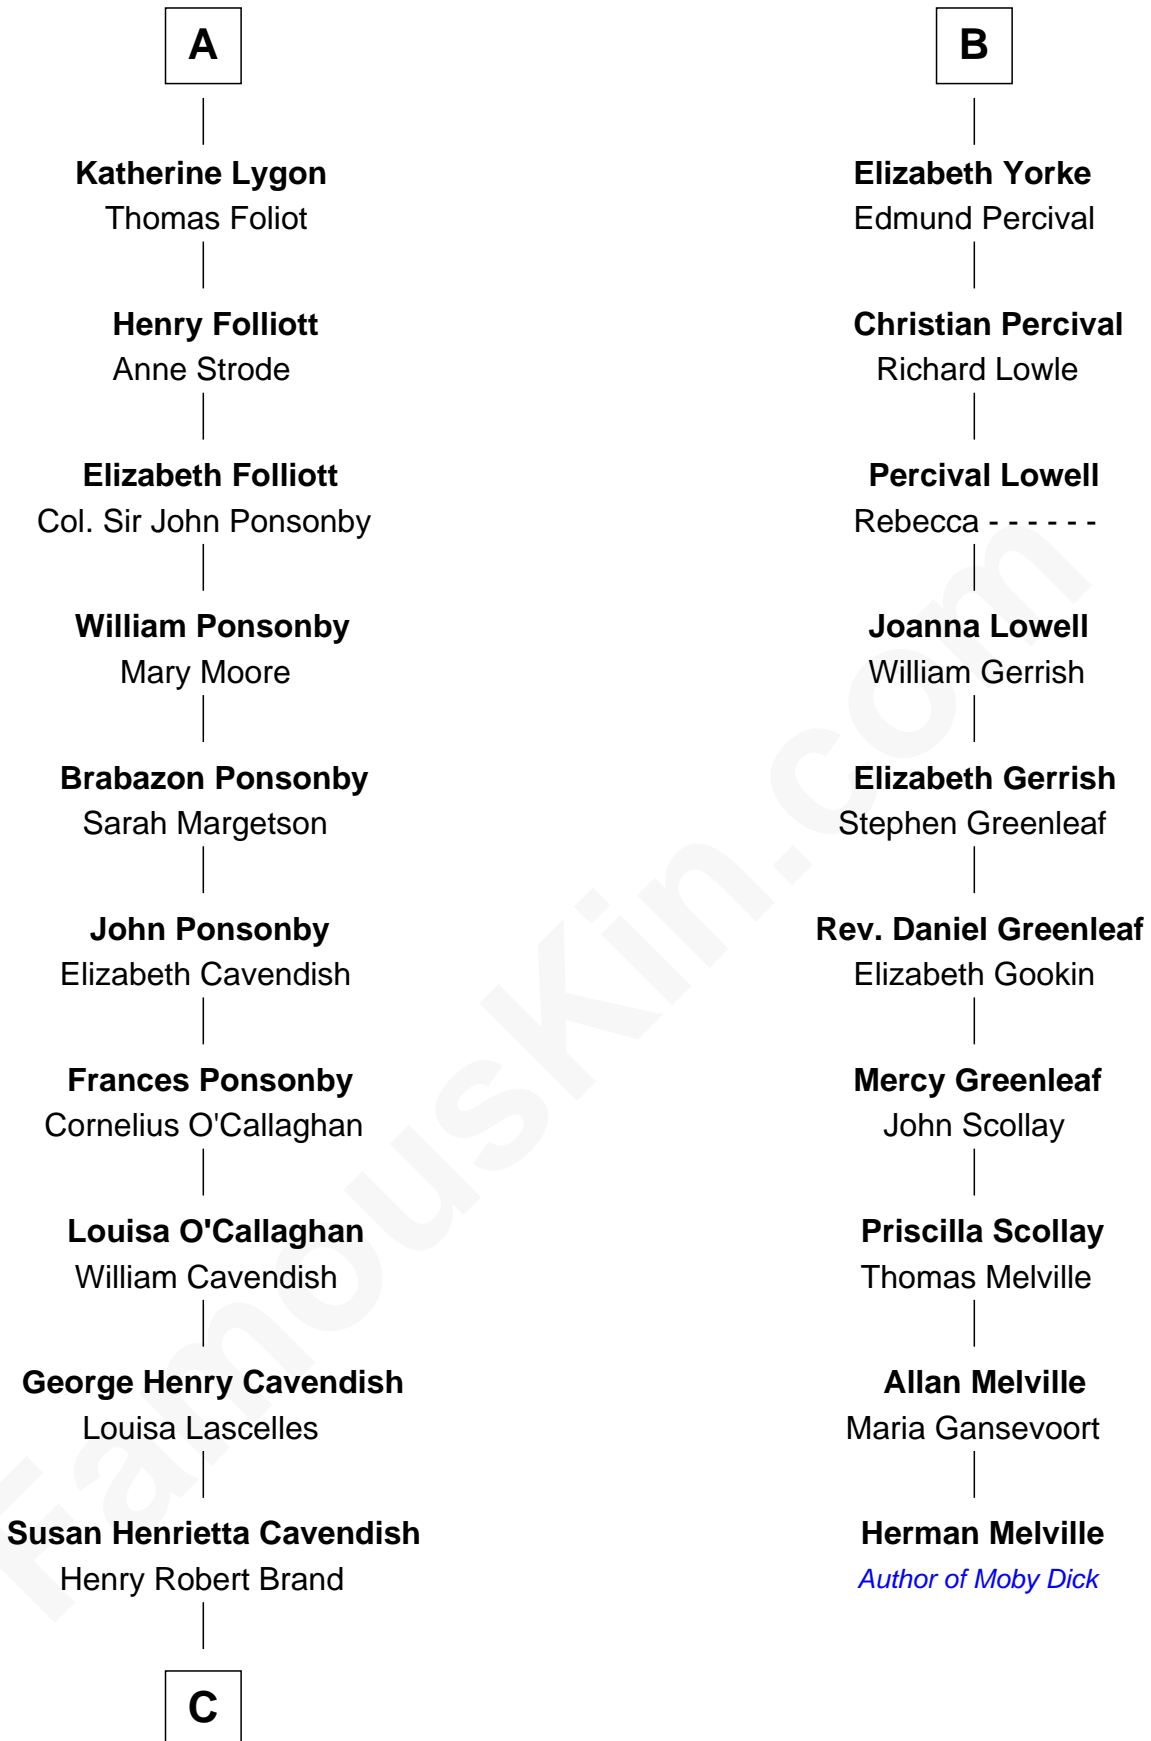 A
Katherine Lygon
Thomas Foliot
Henry Folliott
Anne Strode
Elizabeth Folliott
Col. Sir John Ponsonby
William Ponsonby
Mary Moore
Brabazon Ponsonby
Sarah Margetson
John Ponsonby
Elizabeth Cavendish
Frances Ponsonby
Cornelius O'Callaghan
Louisa O'Callaghan
William Cavendish
George Henry Cavendish
Louisa Lascelles
Susan Henrietta Cavendish
Henry Robert Brand
C
B
Elizabeth Yorke
Edmund Percival
Christian Percival
Richard Lowle
Percival Lowell
Rebecca - - - - - -
Joanna Lowell
William Gerrish
Elizabeth Gerrish
Stephen Greenleaf
Rev. Daniel Greenleaf
Elizabeth Gookin
Mercy Greenleaf
John Scollay
Priscilla Scollay
Thomas Melville
Allan Melville
Maria Gansevoort
Herman Melville
Author of Moby Dick
FamousKin.com